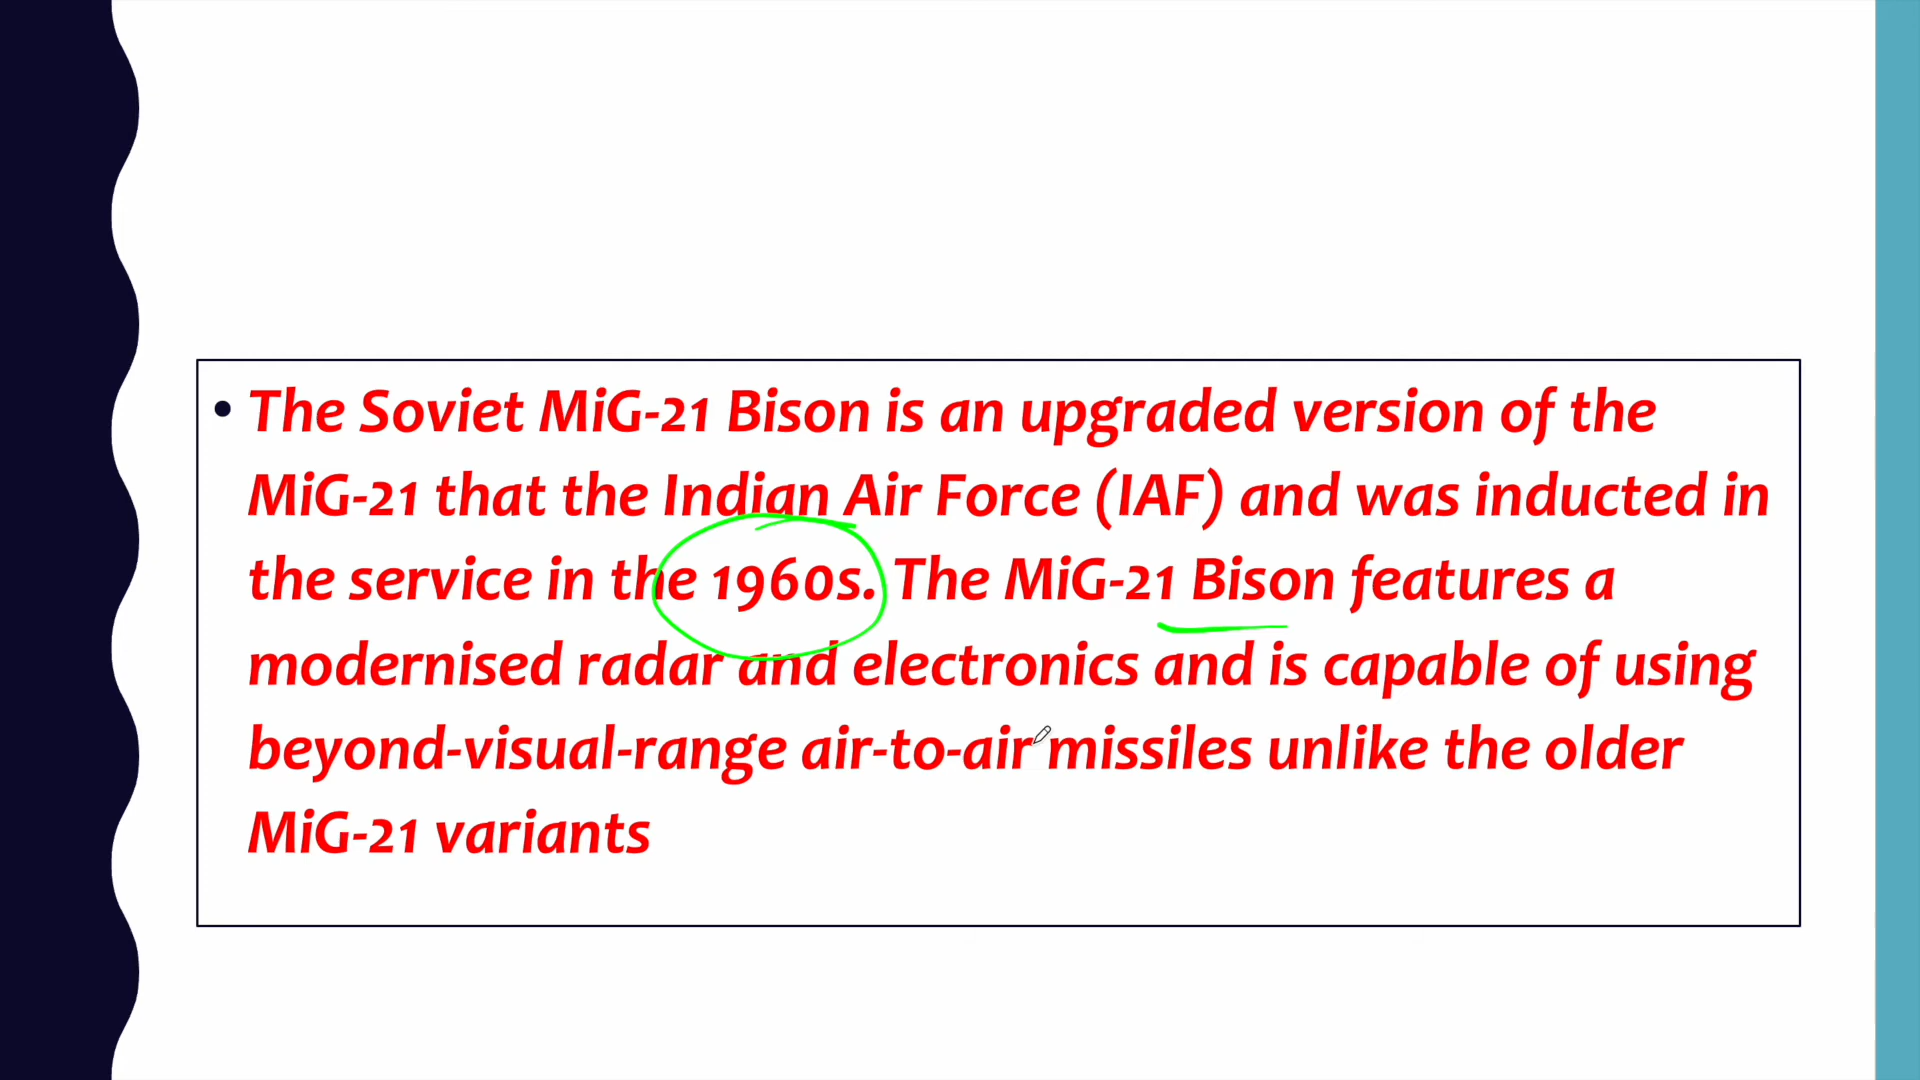 • The Soviet MiG-21 Bison is an upgraded version of the
MiG-21 that the Indian Air Force (IAF) and was inducted in
the service in the 1960s. The MiG-21 Bison features a
modernised radar and electronics and is capable of using
beyond-visual-range air-to-air missiles unlike the older
MiG-21 variants